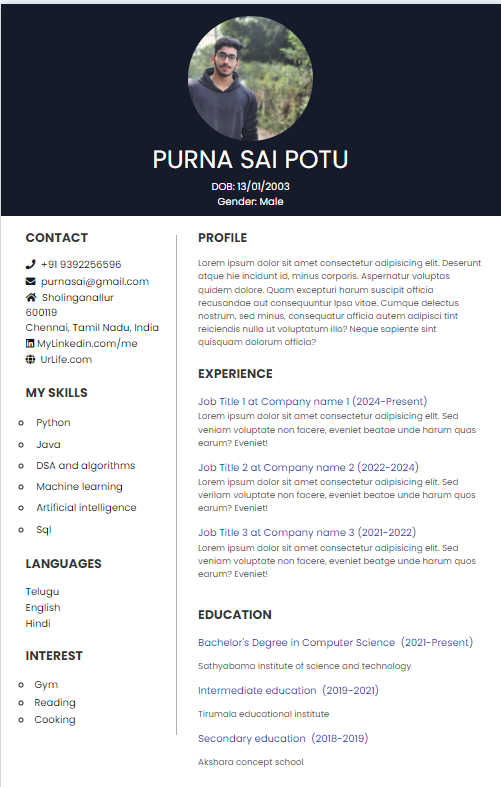 PURNA SAI POTU
DOB: 13/01/2003
Gender: Male
CONTACT
+91 9392256596
purnasai@gmail.com
Sholinganallur
600119
Chennai, Tamil Nadu, India
MyLinkedin.com/me
UrLife.com
MY SKILLS
Python
Java
DSA and algorithms
Machine learning
Artificial intelligence
Sql
LANGUAGES
Telugu
English
Hindi
INTEREST
Gym
Reading
Cooking
PROFILE
Lorem ipsum dolor sit amet consectetur adipisicing elit. Deserunt
atque hic incidunt id, minus corporis. Aspernatur voluptas
quidem dolore. Quam excepturi harum suscipit officia
recusandae aut consequuntur Ipsa vitae. Cumque delectus
nostrum, sed minus, consequatur officia autem adipisci tint
reiciendis nulla ut voluptatum illo? Neque sapiente sint
quisquam dolorum officia?
EXPERIENCE
Job Title 1 at Company name 1 (2024-Present)
Lorem ipsum dolor sit amet consectetur adipisicing elit. Sed
veniam voluptate non facere, eveniet beatae unde harum quas
earum? Eveniet!
Job Title 2 at Company name 2 (2022-2024)
Lorem ipsum dolor sit amet consectetur adipisicing elit. Sed
verilam voluptate non facere, eveniet beatge unde harum quos
earum? Eveniet!
Job Title 3 at Company name 3 (2021-2022)
Lorem ipsum dolor sit amet consectetur adipisicing elit. Sed
veniam voluptate non facere, eveniet beatae unde harum quas
earum? Eveniet!
EDUCATION
Bachelor's Degree in Computer Science (2021-Present)
Sathyabama institute of science and technology
Intermediate education (2019-2021)
Tirumala educational institute
Secondary education (2018-2019)
Akshara concept school